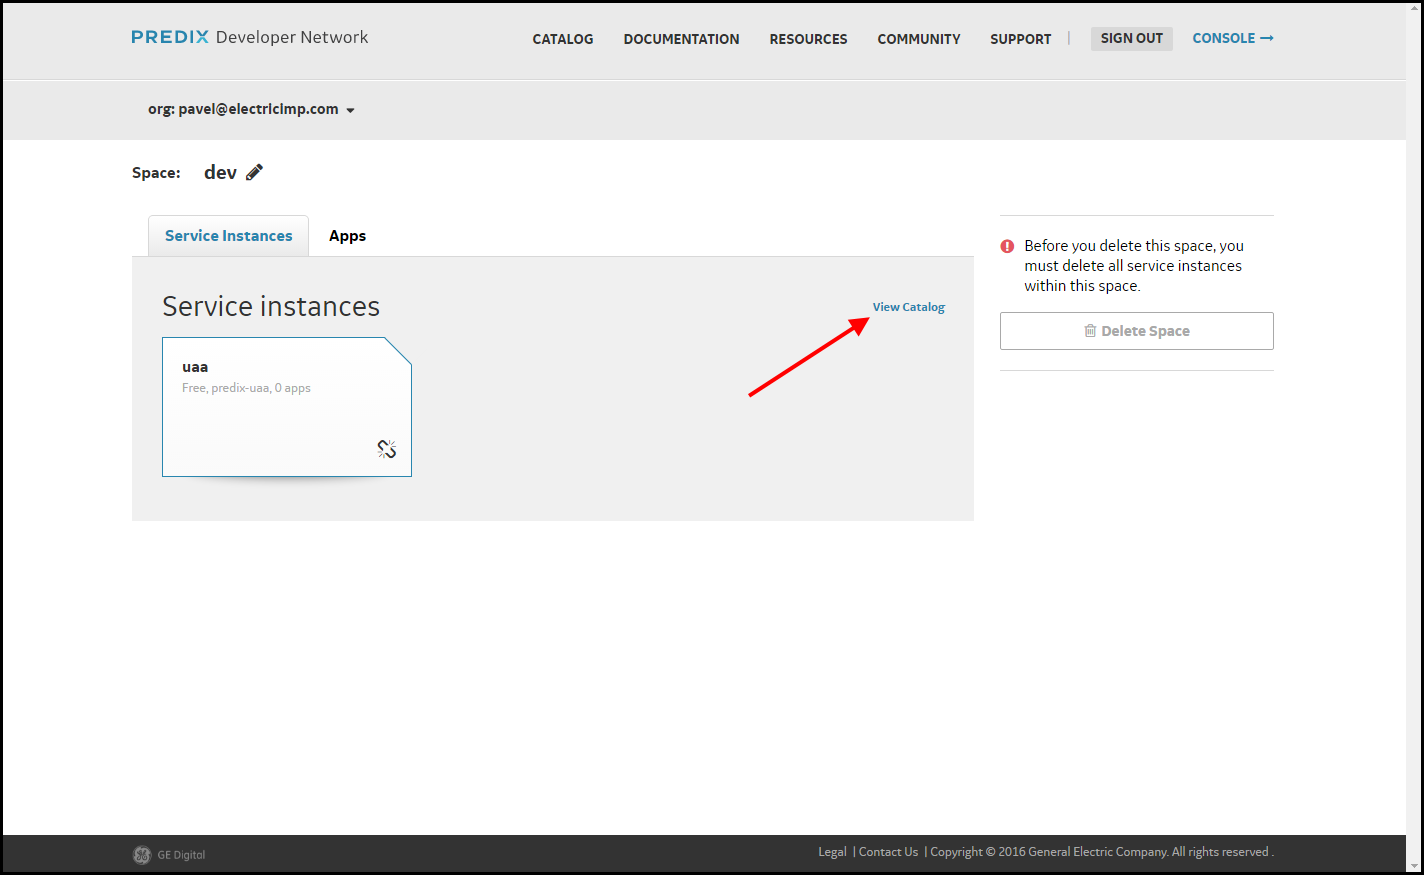 PREDIX Developer Network
CATALOG DOCUMENTATION RESOURCES COMMUNITY SUPPORT | SIGN OUT CONSOLE →
org: pavel@electricimp.com
Space: dev
Service Instances Apps
Service instances
View Catalog
uaa
Free, predix-uaa, 0 apps
Before you delete this space, you
must delete all service instances
within this space.
Delete Space
GE Digital
Legal | Contact Us | Copyright © 2016 General Electric Company. All rights reserved .